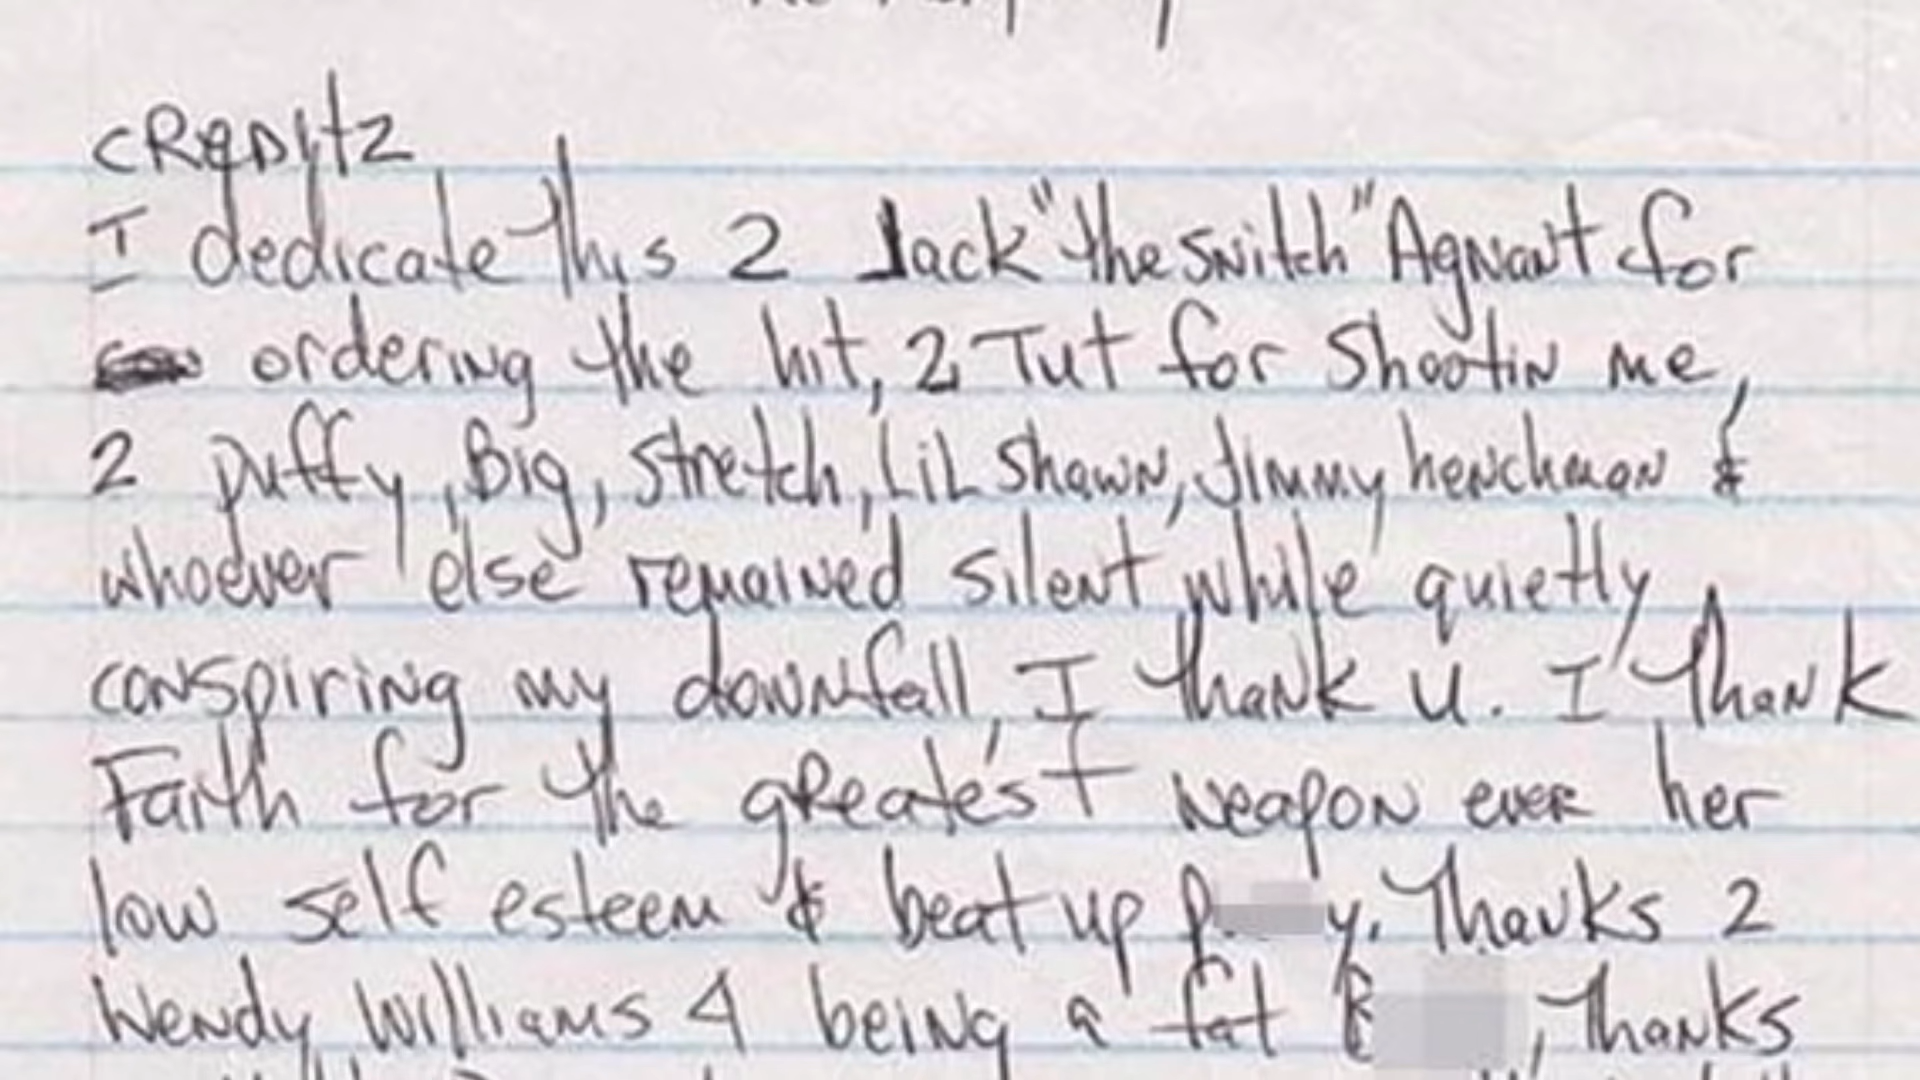 CREDITZ
I dedicate this 2 Jack "the snitch" Agnant for
ordering the hit, 2 Tut for Shootin me,
2 puffy, Big, Stretch, LiL Shawn, Jimmy henchman &
whoever else remained silent while quietly
conspiring my downfall, I thank u. I thank
Faith for the greatest weapon ever her
low self esteem & beat up p y. Thanks 2
Wendy Williams 4 being a fat B , Thanks